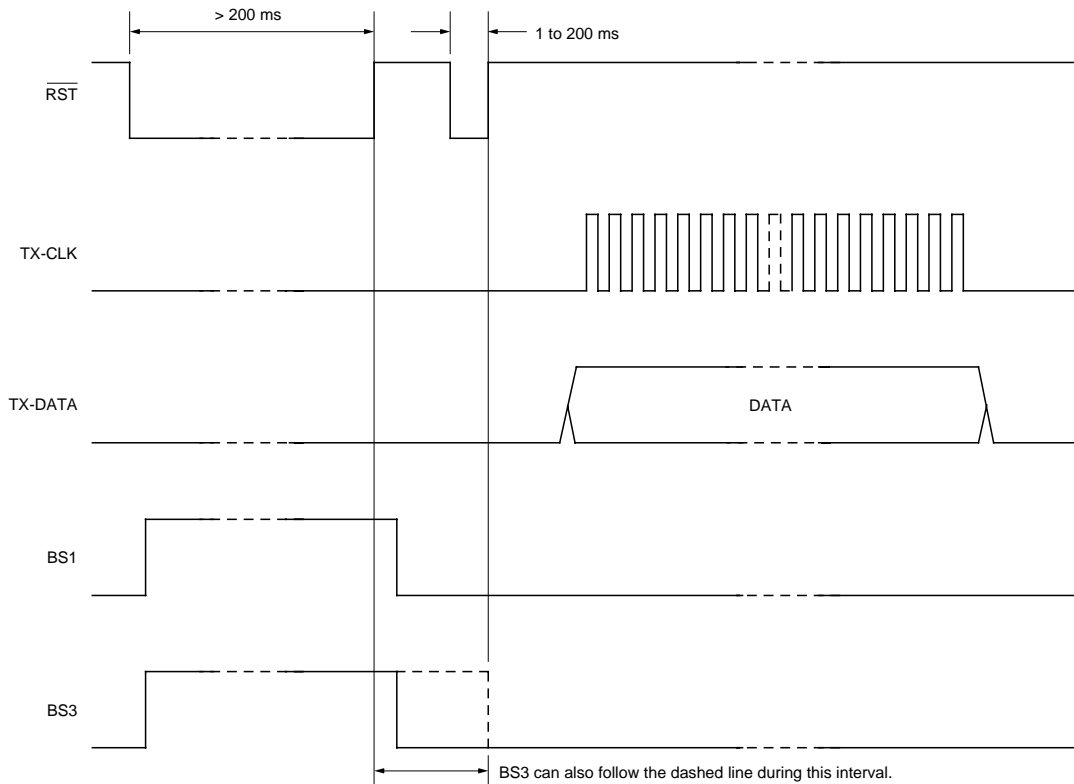 > 200 ms
1 to 200 ms
RST
TX-CLK
TX-DATA
DATA
BS1
BS3
BS3 can also follow the dashed line during this interval.